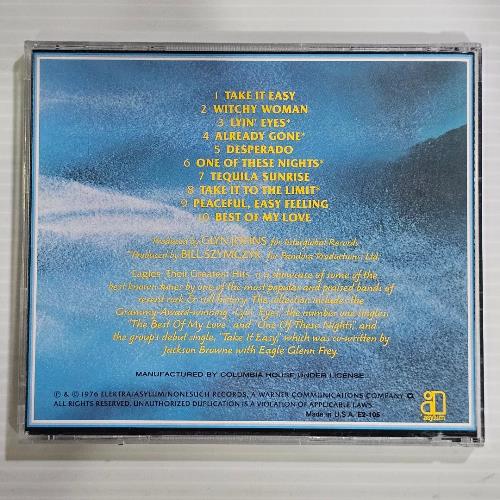 1 TAKE IT EASY
2 WITCHY WOMAN
3 LYIN' EYES*
4 ALREADY GONE*
5 DESPERADO
6 ONE OF THESE NIGHTS*
7 TEQUILA SUNRISE
8 TAKE IT TO THE LIMIT*
9 PEACEFUL, EASY FEELING
10 BEST OF MY LOVE
Produced by GLYN JOHNS for Interglobal Records
*Produced by BILL SZYMCZYK for Pandora Productions, Ltd.
'Eagles: Their Greatest Hits' is a showcase of some of the
best known tunes by one of the most popular and praised bands of
recent rock & roll history. The collection includes the
Grammy-Award-winning 'Lyin' Eyes,' the number one singles
'The Best Of My Love' and 'One Of These Nights,' and
the group's debut single, 'Take It Easy,' which was co-written by
Jackson Browne with Eagle Glenn Frey.
MANUFACTURED BY COLUMBIA HOUSE UNDER LICENSE
℗ & © 1976 ELEKTRA/ASYLUM/NONESUCH RECORDS, A WARNER COMMUNICATIONS COMPANY
ALL RIGHTS RESERVED. UNAUTHORIZED DUPLICATION IS A VIOLATION OF APPLICABLE LAWS.
Made in U.S.A. E2-105
asylum